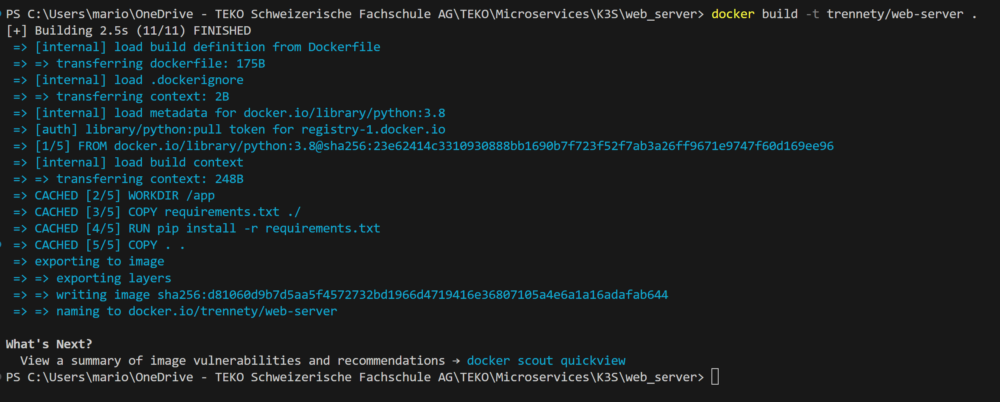 PS C:\Users\mario\OneDrive - TEKO Schweizerische Fachschule AG\TEKO\Microservices\K3S\web_server> docker build -t trennety/web-server .
[+] Building 2.5s (11/11) FINISHED
 => [internal] load build definition from Dockerfile
 => => transferring dockerfile: 175B
 => [internal] load .dockerignore
 => => transferring context: 2B
 => [internal] load metadata for docker.io/library/python:3.8
 => [auth] library/python:pull token for registry-1.docker.io
 => [1/5] FROM docker.io/library/python:3.8@sha256:23e62414c3310930888bb1690b7f723f52f7ab3a26ff9671e9747f60d169ee96
 => [internal] load build context
 => => transferring context: 248B
 => CACHED [2/5] WORKDIR /app
 => CACHED [3/5] COPY requirements.txt ./
 => CACHED [4/5] RUN pip install -r requirements.txt
 => CACHED [5/5] COPY . .
 => exporting to image
 => => exporting layers
 => => writing image sha256:d81060d9b7d5aa5f4572732bd1966d4719416e36807105a4e6a1a16adafab644
 => => naming to docker.io/trennety/web-server
What's Next?
  View a summary of image vulnerabilities and recommendations → docker scout quickview
PS C:\Users\mario\OneDrive - TEKO Schweizerische Fachschule AG\TEKO\Microservices\K3S\web_server>